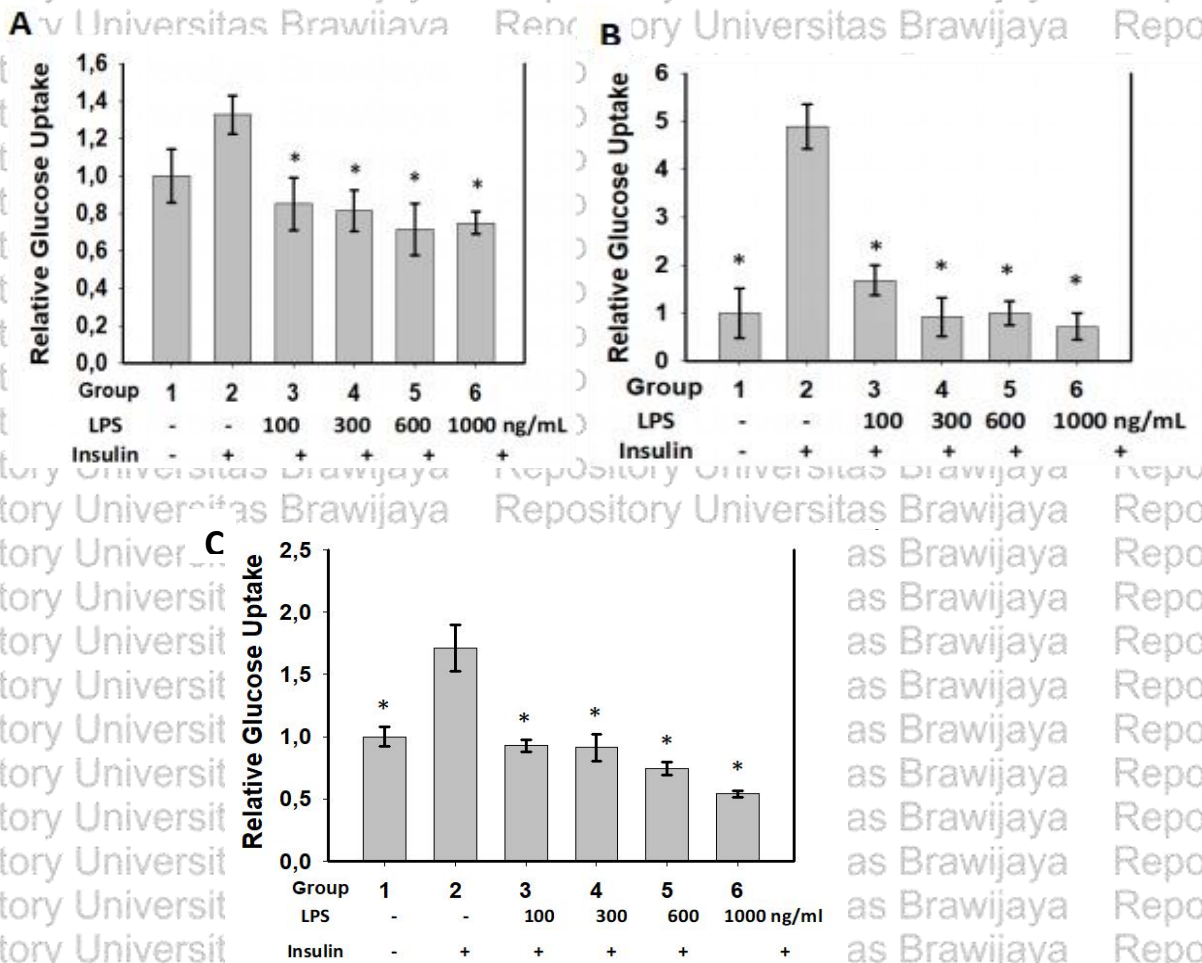 A
B
Relative Glucose Uptake
1,6
1,4
1,2
1,0
0,8
0,6
0,4
0,2
0,0
* * * *
Group 1 2 3 4 5 6
LPS - - 100 300 600 1000 ng/mL
Insulin - + + + + +
Relative Glucose Uptake
6
5
4
3
2
1
0
* * * * *
Group 1 2 3 4 5 6
LPS - - 100 300 600 1000 ng/mL
Insulin - + + + + +
Repository Universitas Brawijaya
C
Relative Glucose Uptake
2,5
2,0
1,5
1,0
0,5
0,0
* * * * *
Group 1 2 3 4 5 6
LPS - - 100 300 600 1000 ng/ml
Insulin - + + + + +